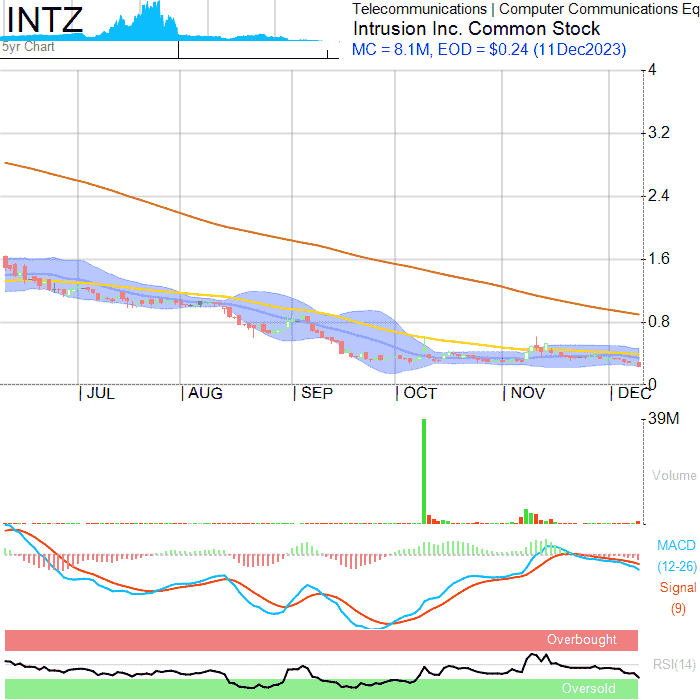 INTZ
5yr Chart
Telecommunications | Computer Communications Eq
Intrusion Inc. Common Stock
MC = 8.1M, EOD = $0.24 (11Dec2023)
4
3.2
2.4
1.6
0.8
0
JUL AUG SEP OCT NOV DEC
39M
Volume
MACD
(12-26)
Signal
(9)
Overbought
RSI(14)
Oversold